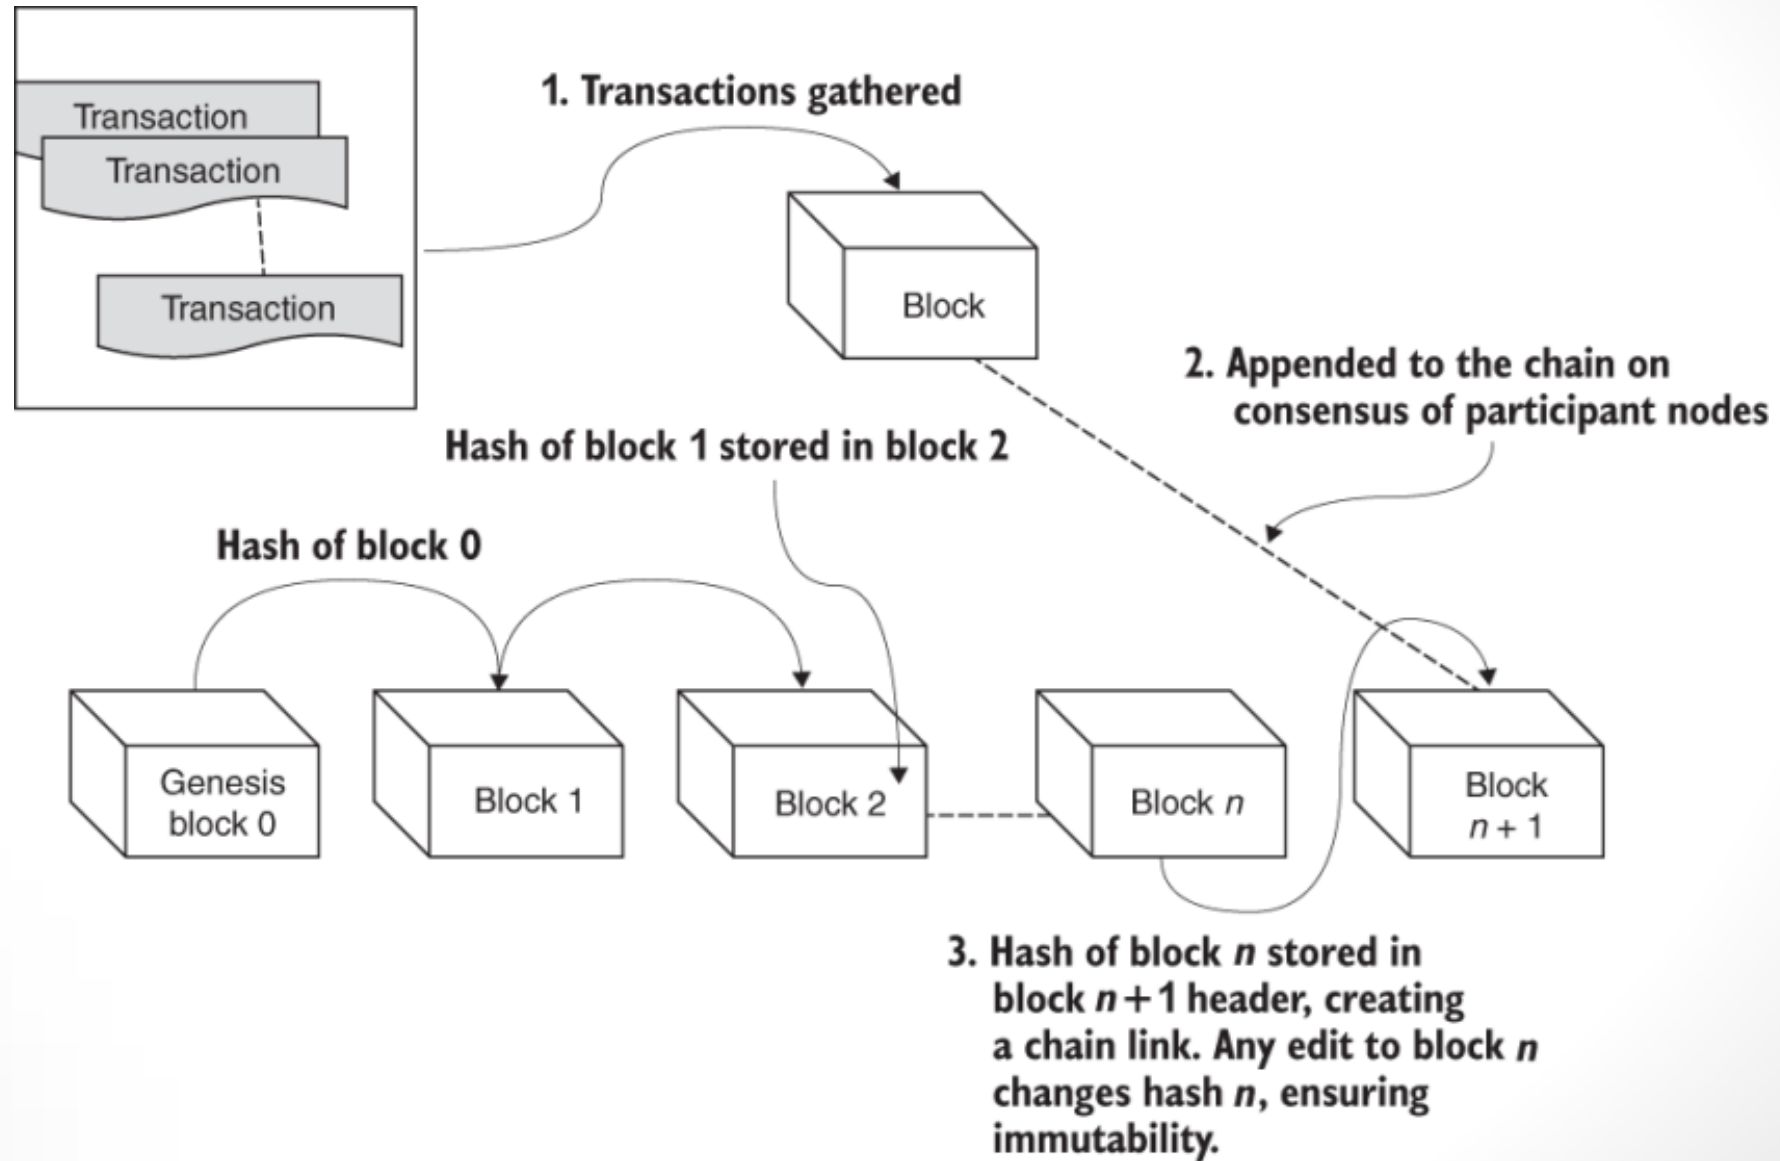 Transaction
Transaction
Transaction
1. Transactions gathered
Block
2. Appended to the chain on
consensus of participant nodes
Hash of block 1 stored in block 2
Hash of block 0
Genesis
block 0
Block 1
Block 2
Block n
Block
n + 1
3. Hash of block n stored in
block n+1 header, creating
a chain link. Any edit to block n
changes hash n, ensuring
immutability.